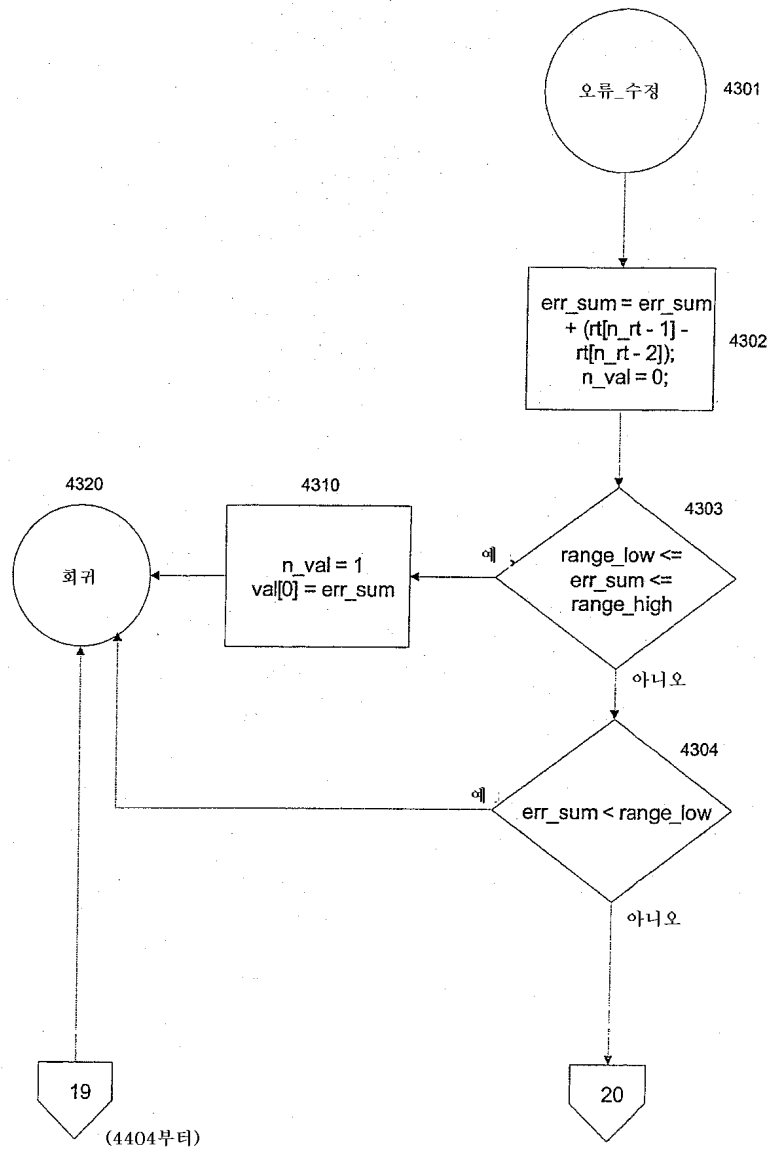 오류_수정
4301
err_sum = err_sum
+ (rt[n_rt - 1] -
rt[n_rt - 2]);
n_val = 0;
4302
4320
4310
4303
회귀
n_val = 1
val[0] = err_sum
예
range_low <=
err_sum <=
range_high
아니오
4304
예
err_sum < range_low
아니오
19
20
(4404부터)